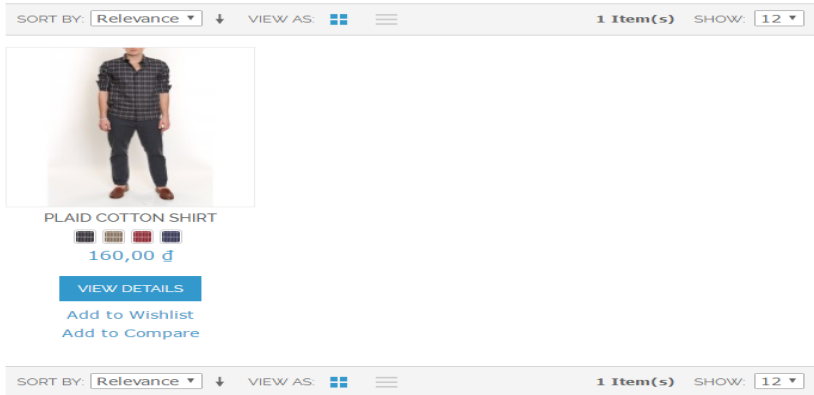 SORT BY: Relevance VIEW AS: 1 Item(s) SHOW: 12
PLAID COTTON SHIRT
160,00 ₫
VIEW DETAILS
Add to Wishlist
Add to Compare
SORT BY: Relevance VIEW AS: 1 Item(s) SHOW: 12